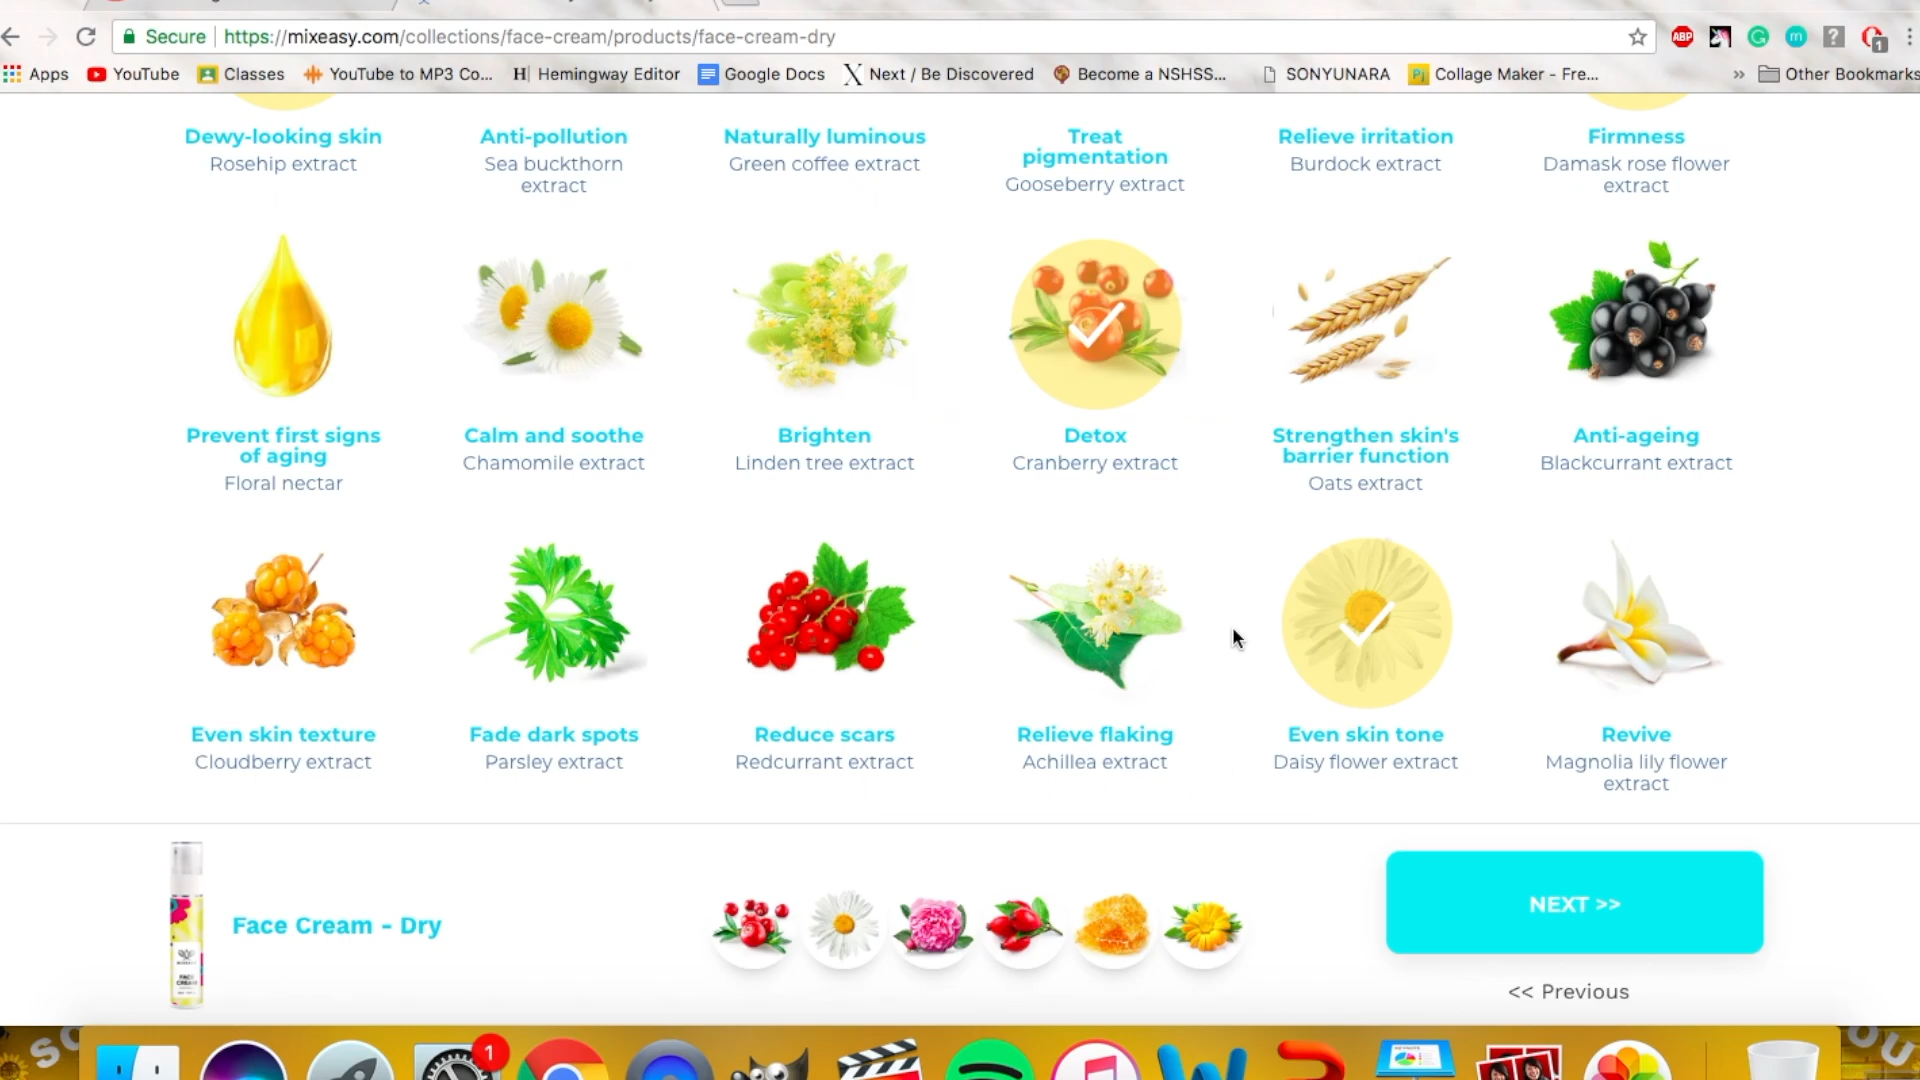 Secure https://mixeasy.com/collections/face-cream/products/face-cream-dry
ABP
1
Apps YouTube Classes YouTube to MP3 Co... Hemingway Editor Google Docs Next / Be Discovered Become a NSHSS... SONYUNARA Collage Maker - Fre... » Other Bookmarks
Dewy-looking skin
Rosehip extract
Anti-pollution
Sea buckthorn
extract
Naturally luminous
Green coffee extract
Treat
pigmentation
Gooseberry extract
Relieve irritation
Burdock extract
Firmness
Damask rose flower
extract
Prevent first signs
of aging
Floral nectar
Calm and soothe
Chamomile extract
Brighten
Linden tree extract
Detox
Cranberry extract
Strengthen skin's
barrier function
Oats extract
Anti-ageing
Blackcurrant extract
Even skin texture
Cloudberry extract
Fade dark spots
Parsley extract
Reduce scars
Redcurrant extract
Relieve flaking
Achillea extract
Even skin tone
Daisy flower extract
Revive
Magnolia lily flower
extract
FACE
CREAM
Face Cream - Dry
NEXT >>
<< Previous
1